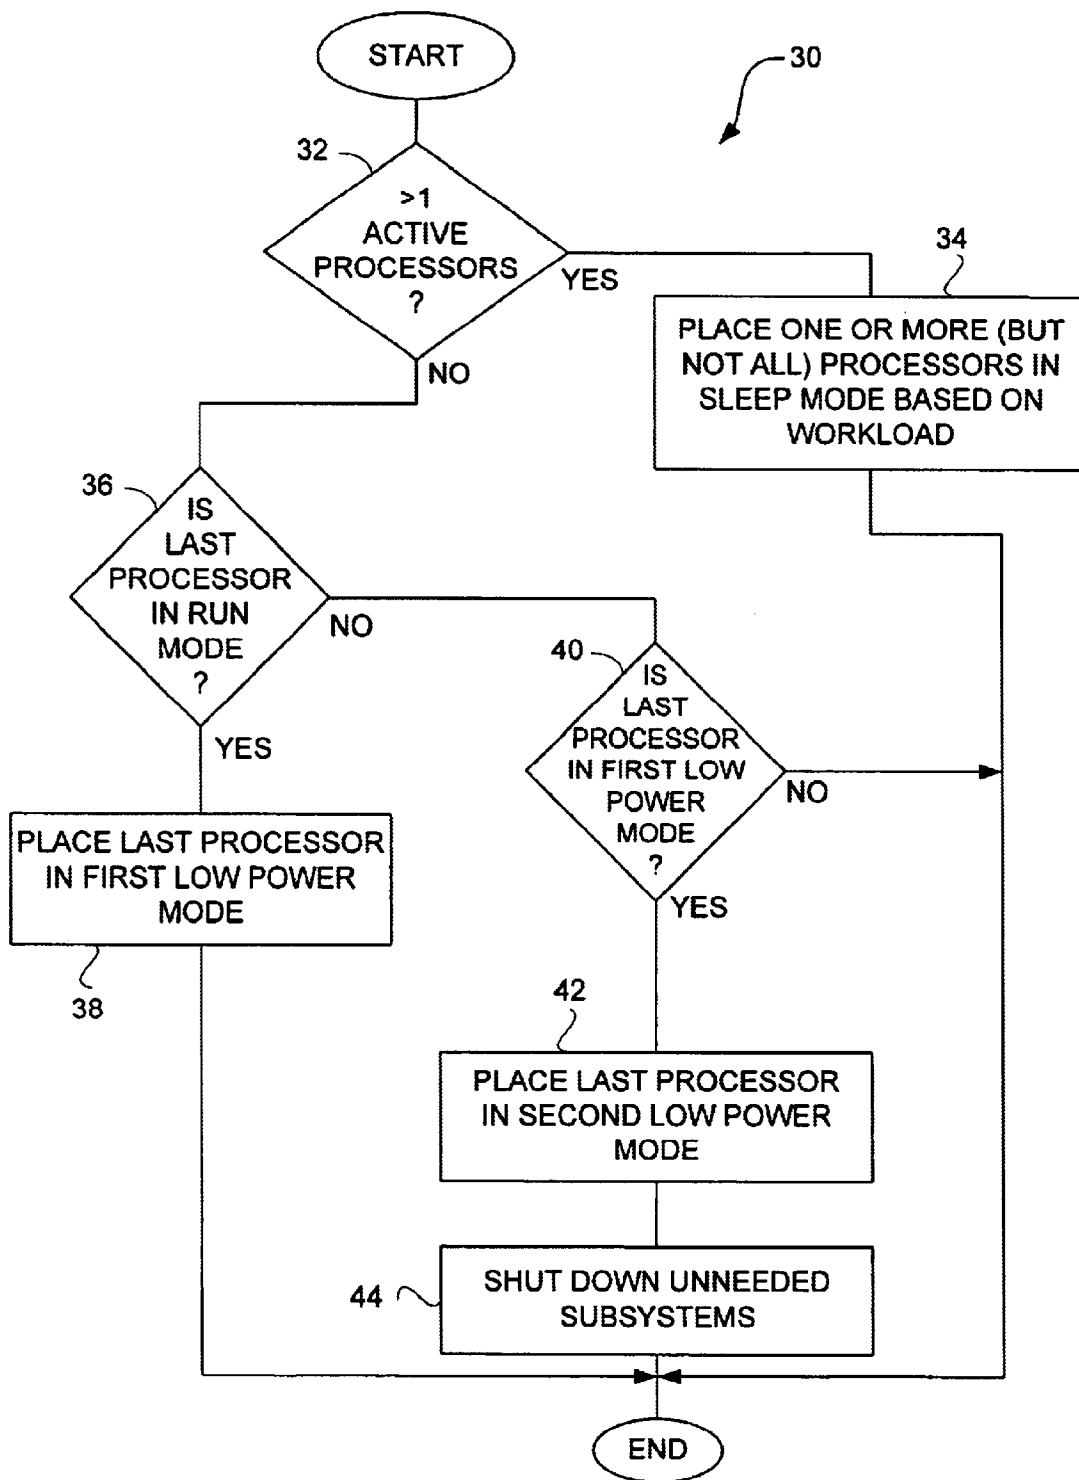 START
30
32
>1
ACTIVE
PROCESSORS
?
YES
NO
34
PLACE ONE OR MORE (BUT
NOT ALL) PROCESSORS IN
SLEEP MODE BASED ON
WORKLOAD
36
IS
LAST
PROCESSOR
IN RUN
MODE
?
NO
YES
40
IS
LAST
PROCESSOR
IN FIRST LOW
POWER
MODE
?
NO
YES
PLACE LAST PROCESSOR
IN FIRST LOW POWER
MODE
38
42
PLACE LAST PROCESSOR
IN SECOND LOW POWER
MODE
44
SHUT DOWN UNNEEDED
SUBSYSTEMS
END